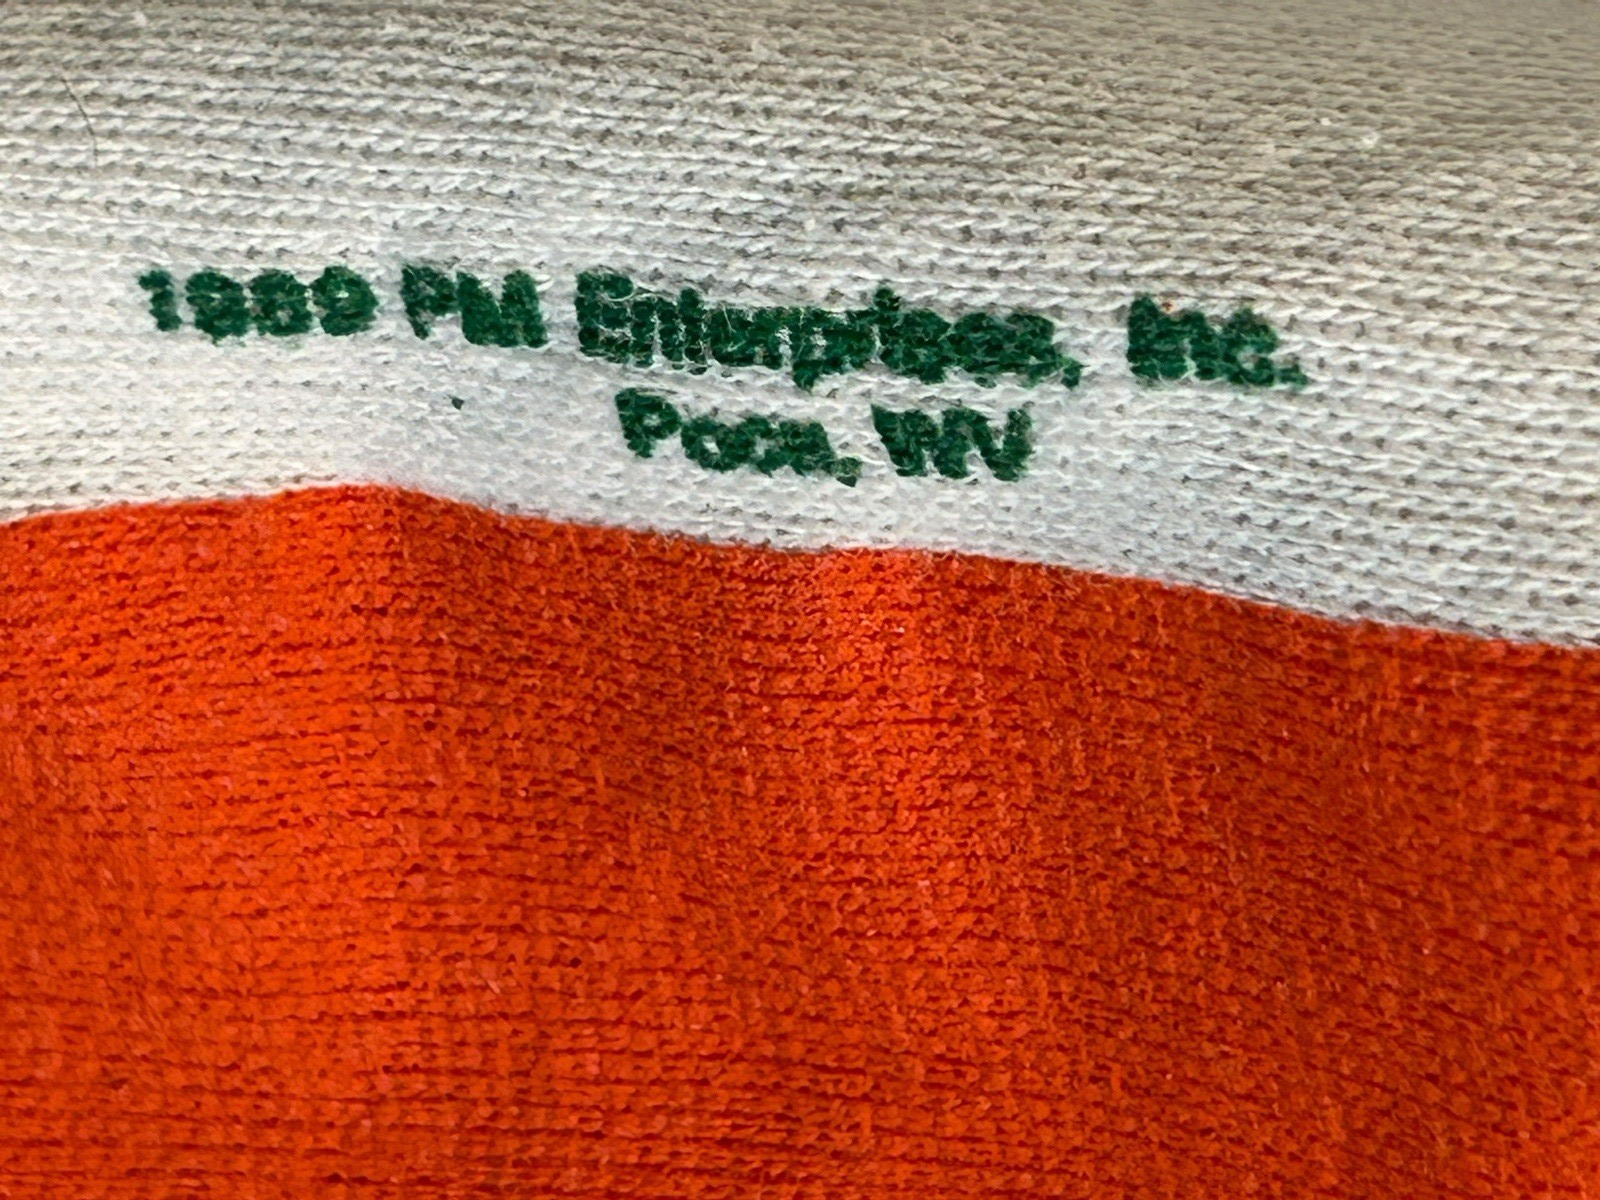 1989 PM Enterprises, Inc.
Poca, WV